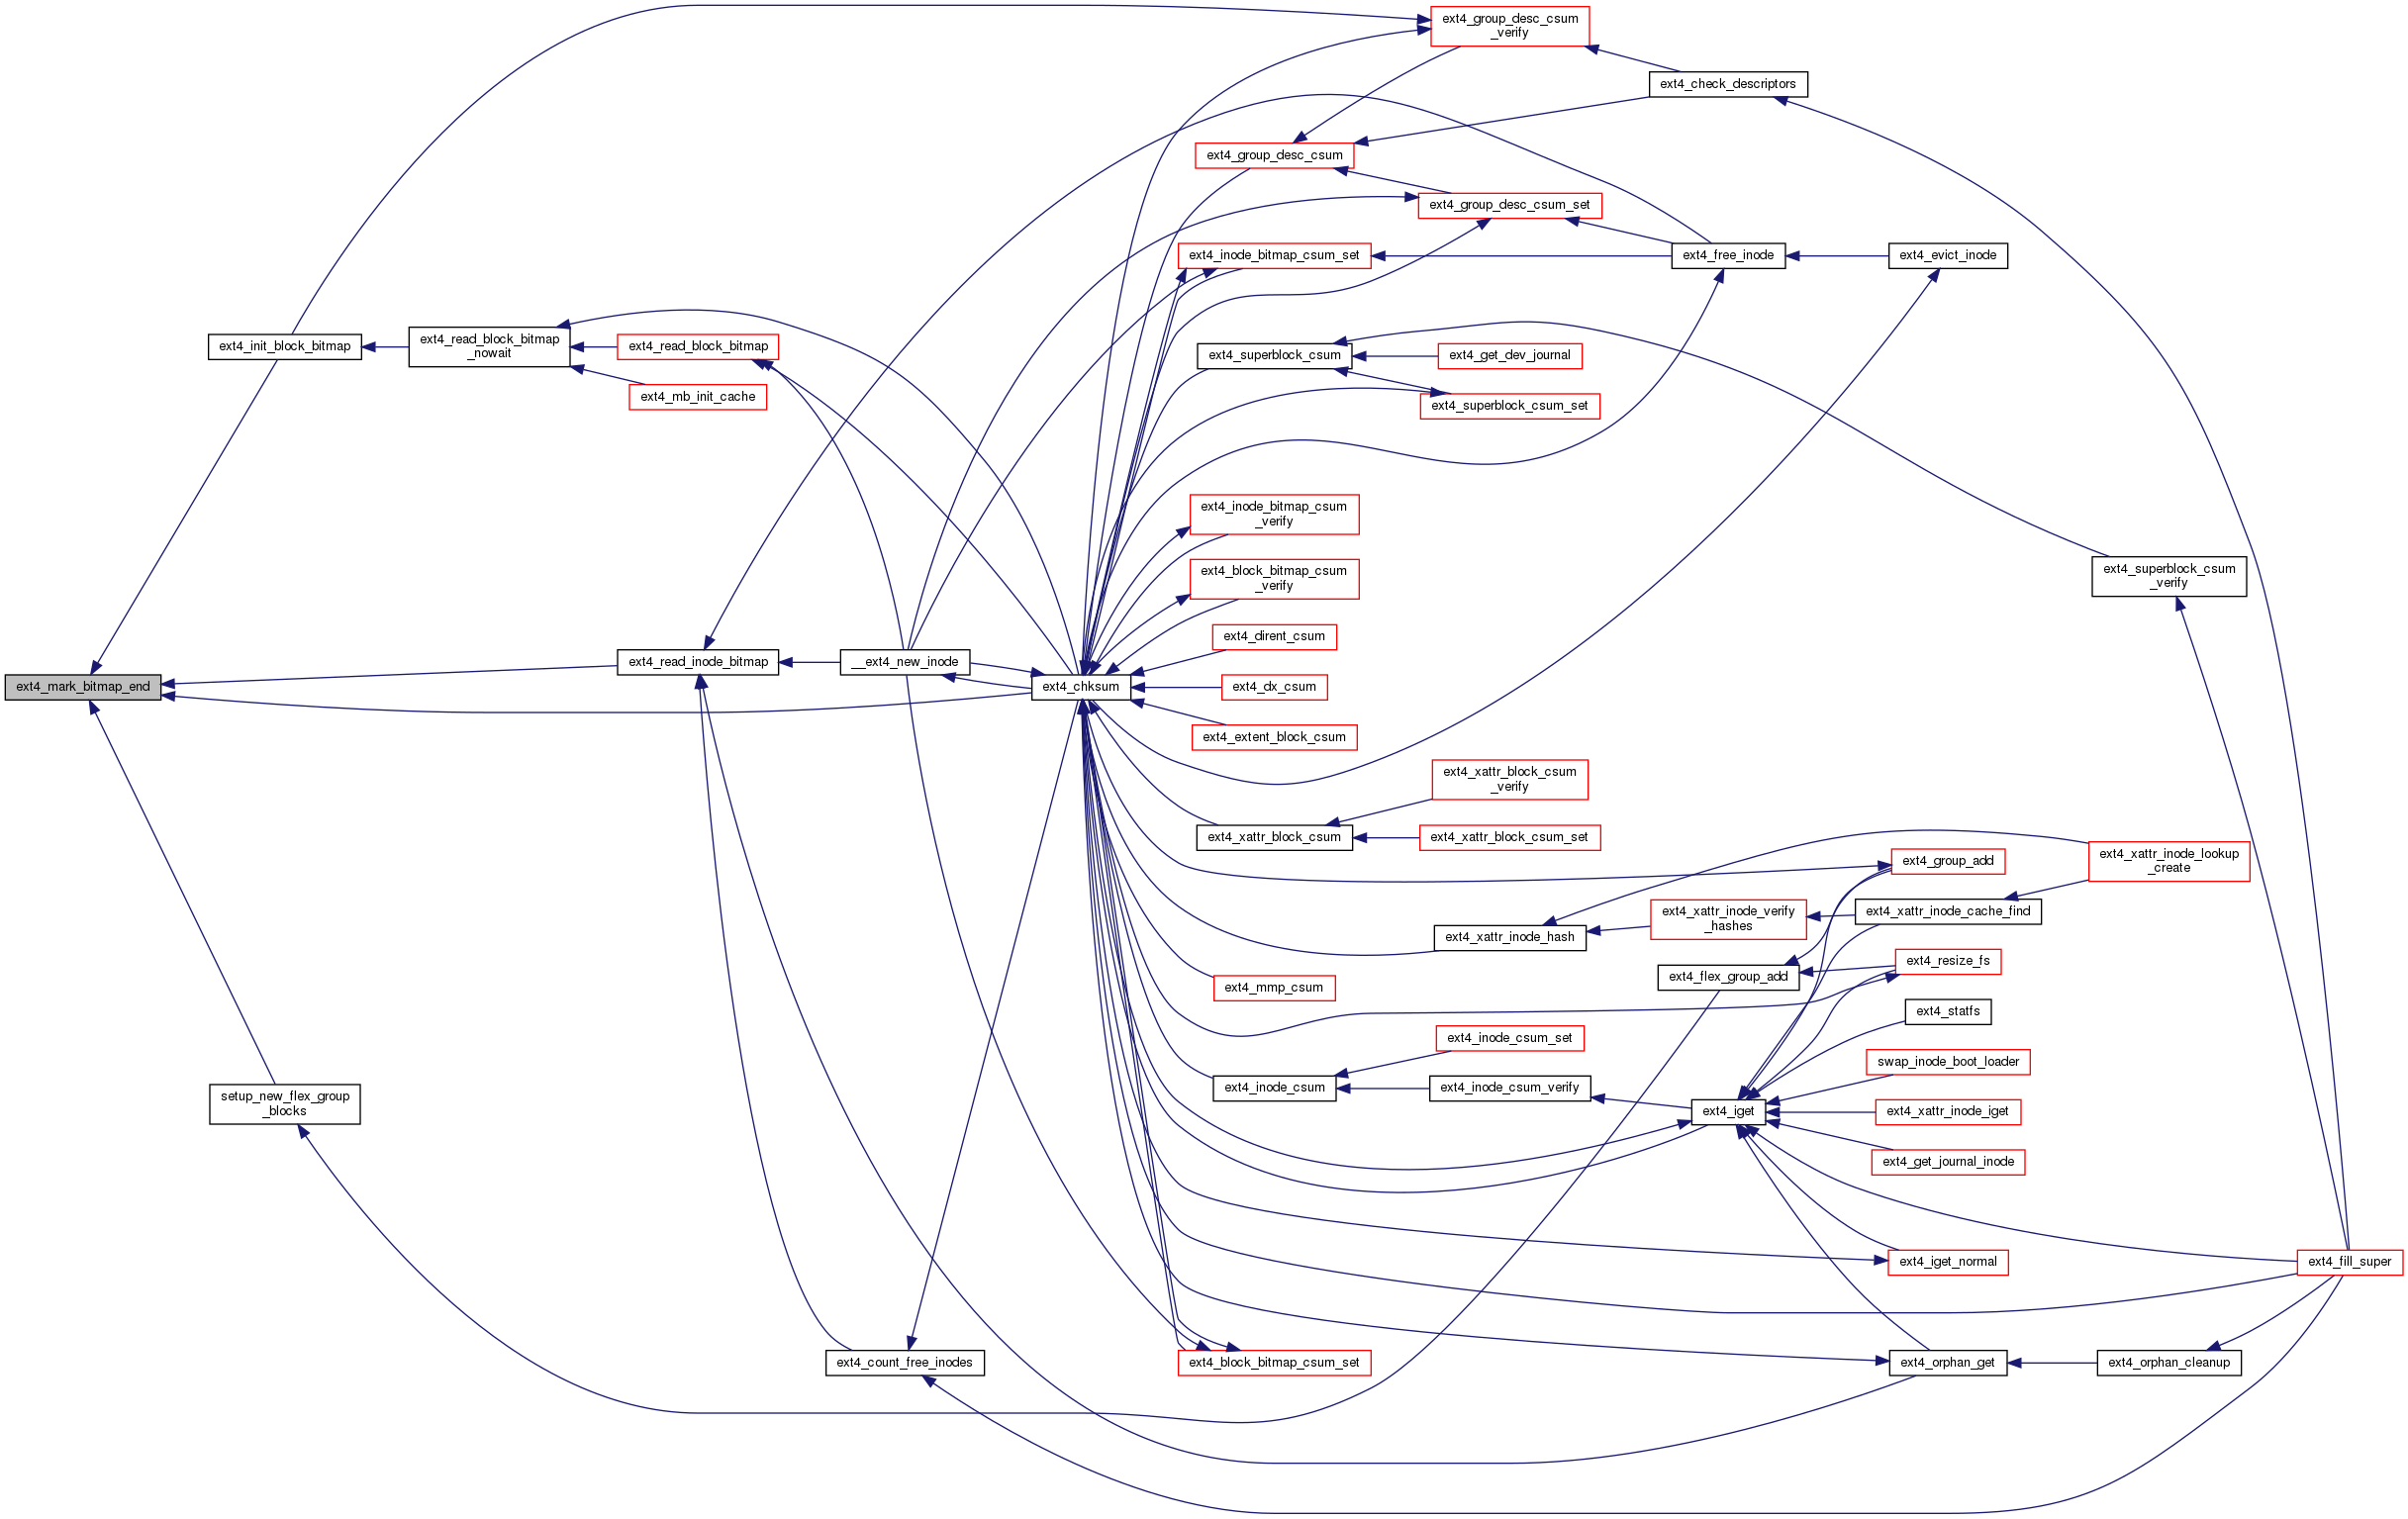 ext4_group_desc_csum
_verify
ext4_check_descriptors
ext4_group_desc_csum
ext4_group_desc_csum_set
ext4_inode_bitmap_csum_set
ext4_free_inode
ext4_evict_inode
ext4_init_block_bitmap
ext4_read_block_bitmap
_nowait
ext4_read_block_bitmap
ext4_mb_init_cache
ext4_superblock_csum
ext4_get_dev_journal
ext4_superblock_csum_set
ext4_inode_bitmap_csum
_verify
ext4_block_bitmap_csum
_verify
ext4_superblock_csum
_verify
ext4_dirent_csum
ext4_mark_bitmap_end
ext4_read_inode_bitmap
__ext4_new_inode
ext4_chksum
ext4_dx_csum
ext4_extent_block_csum
ext4_xattr_block_csum
_verify
ext4_xattr_block_csum
ext4_xattr_block_csum_set
ext4_group_add
ext4_xattr_inode_lookup
_create
ext4_xattr_inode_hash
ext4_xattr_inode_verify
_hashes
ext4_xattr_inode_cache_find
ext4_flex_group_add
ext4_resize_fs
ext4_mmp_csum
ext4_statfs
ext4_inode_csum_set
swap_inode_boot_loader
ext4_inode_csum
ext4_inode_csum_verify
setup_new_flex_group
_blocks
ext4_iget
ext4_xattr_inode_iget
ext4_get_journal_inode
ext4_iget_normal
ext4_fill_super
ext4_count_free_inodes
ext4_block_bitmap_csum_set
ext4_orphan_get
ext4_orphan_cleanup